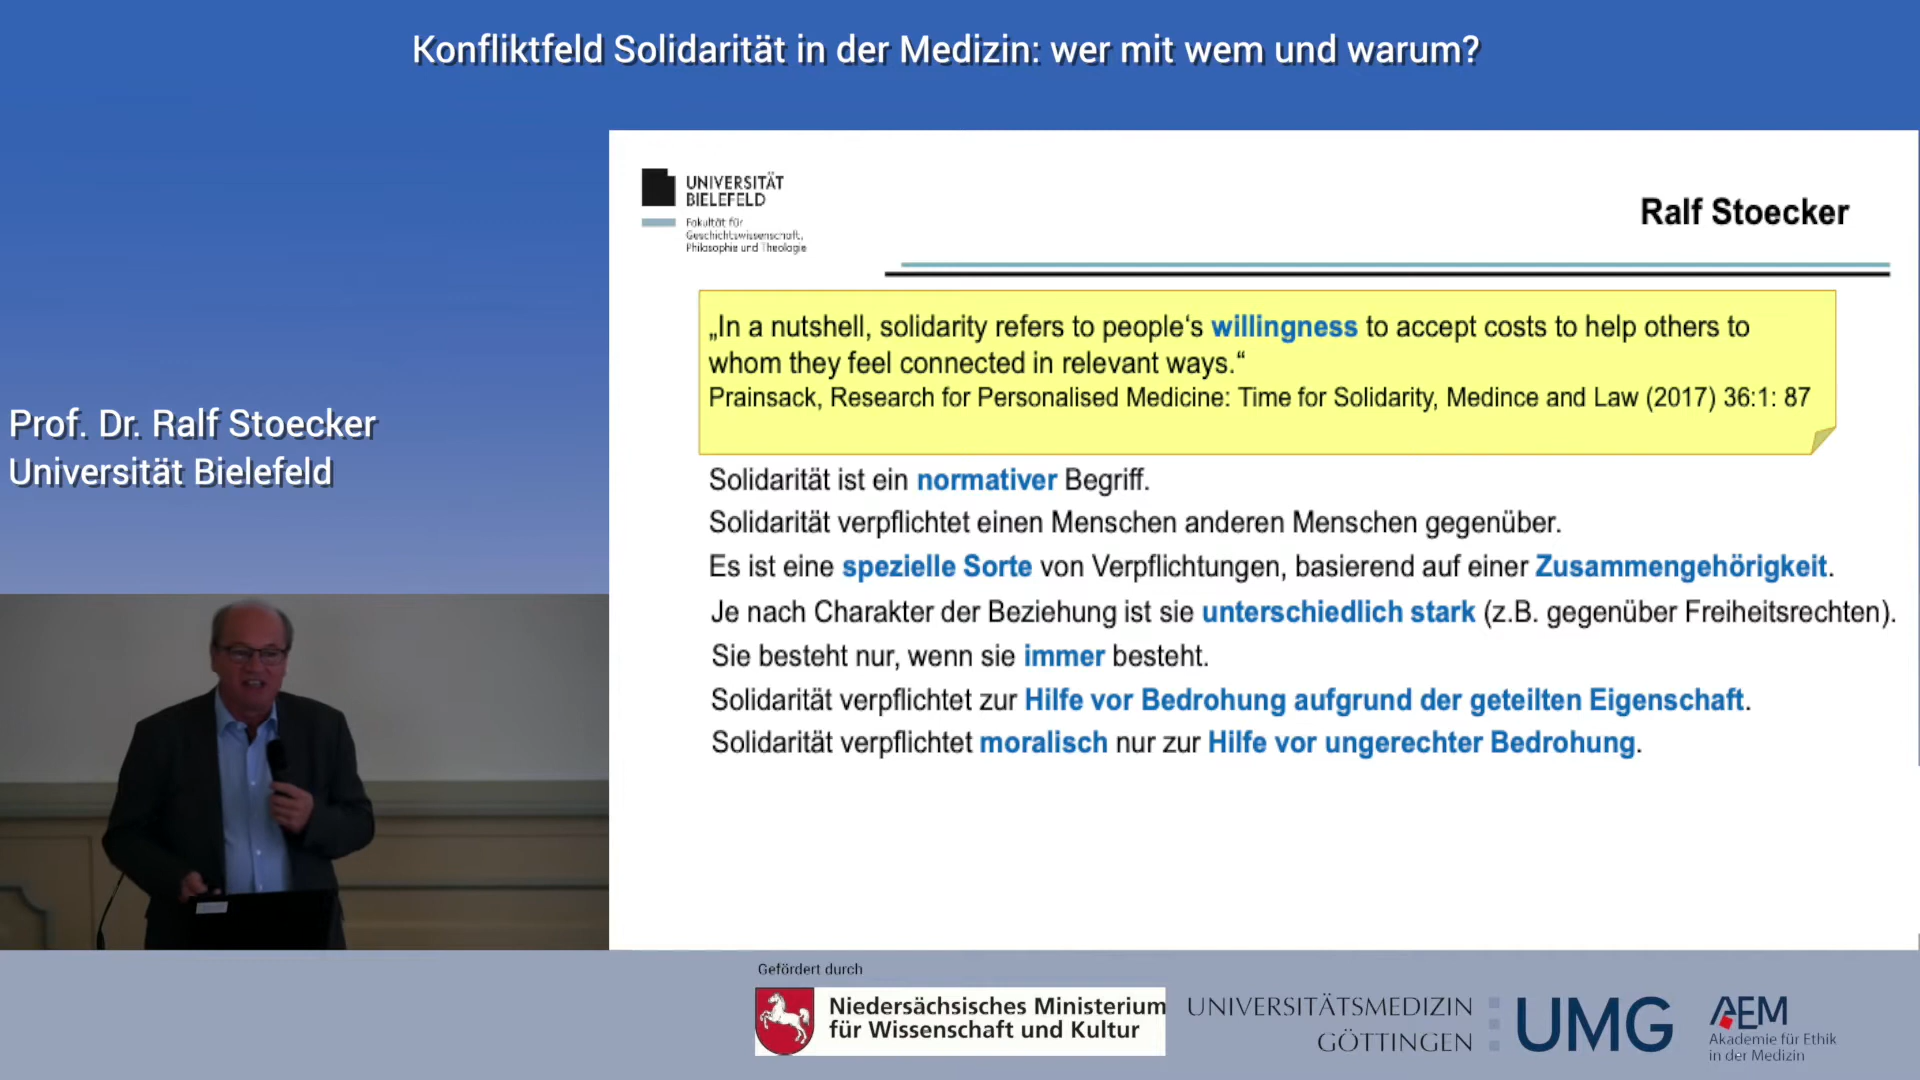 Konfliktfeld Solidarität in der Medizin: wer mit wem und warum?
UNIVERSITÄT
BIELEFELD
Fakultät für
Geschichtswissenschaft,
Philosophie und Theologie
Ralf Stoecker
„In a nutshell, solidarity refers to people‘s willingness to accept costs to help others to
whom they feel connected in relevant ways.“
Prainsack, Research for Personalised Medicine: Time for Solidarity, Medince and Law (2017) 36:1: 87
Solidarität ist ein normativer Begriff.
Solidarität verpflichtet einen Menschen anderen Menschen gegenüber.
Es ist eine spezielle Sorte von Verpflichtungen, basierend auf einer Zusammengehörigkeit.
Je nach Charakter der Beziehung ist sie unterschiedlich stark (z.B. gegenüber Freiheitsrechten).
Sie besteht nur, wenn sie immer besteht.
Solidarität verpflichtet zur Hilfe vor Bedrohung aufgrund der geteilten Eigenschaft.
Solidarität verpflichtet moralisch nur zur Hilfe vor ungerechter Bedrohung.
Prof. Dr. Ralf Stoecker
Universität Bielefeld
Gefördert durch
Niedersächsisches Ministerium
für Wissenschaft und Kultur
UNIVERSITÄTSMEDIZIN
GÖTTINGEN
UMG
AEM
Akademie für Ethik
in der Medizin